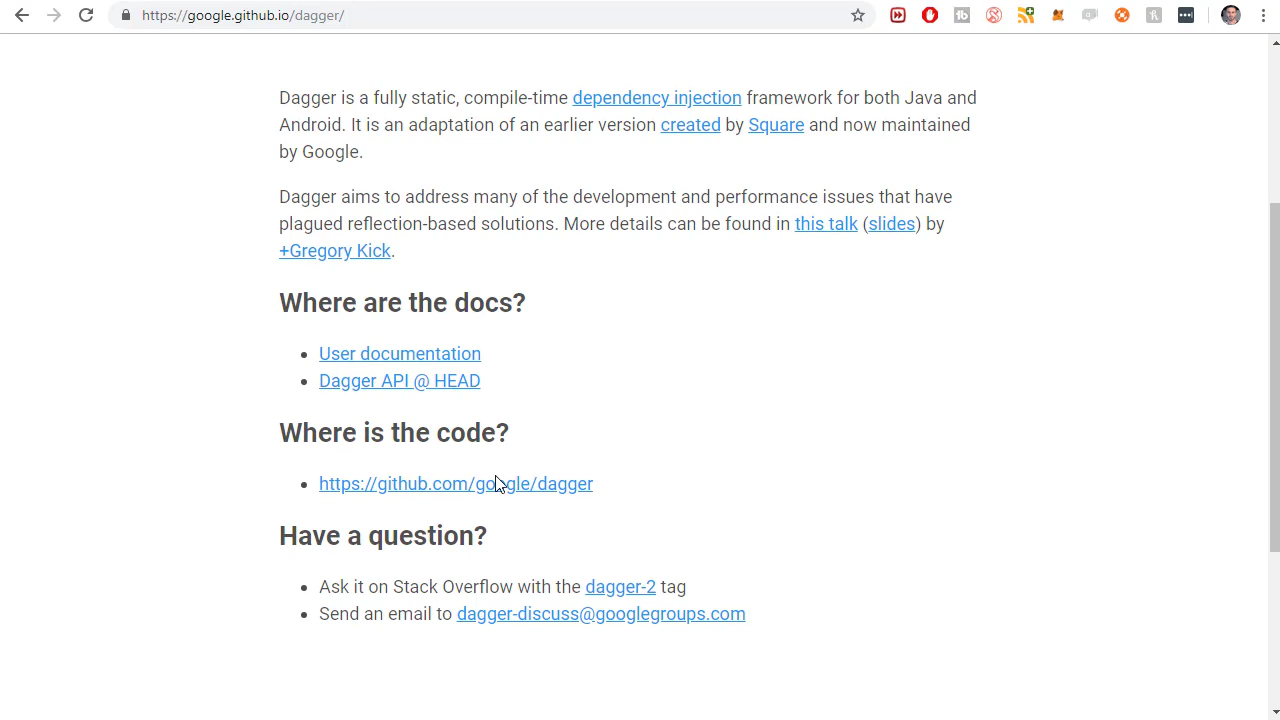 https://google.github.io/dagger/
Dagger is a fully static, compile-time dependency injection framework for both Java and
Android. It is an adaptation of an earlier version created by Square and now maintained
by Google.
Dagger aims to address many of the development and performance issues that have
plagued reflection-based solutions. More details can be found in this talk (slides) by
+Gregory Kick.
Where are the docs?
User documentation
Dagger API @ HEAD
Where is the code?
https://github.com/google/dagger
Have a question?
Ask it on Stack Overflow with the dagger-2 tag
Send an email to dagger-discuss@googlegroups.com